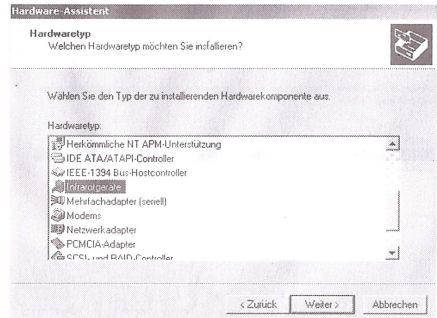 Hardware-Assistent
Hardwaretyp
Welchen Hardwaretyp möchten Sie installieren?
Wählen Sie den Typ der zu installierenden Hardwarekomponente aus.
Hardwaretyp:
Herkömmliche NT APM-Unterstützung
IDE ATA/ATAPI-Controller
IEEE-1394 Bus-Hostcontroller
Infrarotgeräte
Mehrfachadapter (seriell)
Modems
Netzwerkadapter
PCMCIA-Adapter
SCSI- und RAID-Controller
< Zurück
Weiter >
Abbrechen